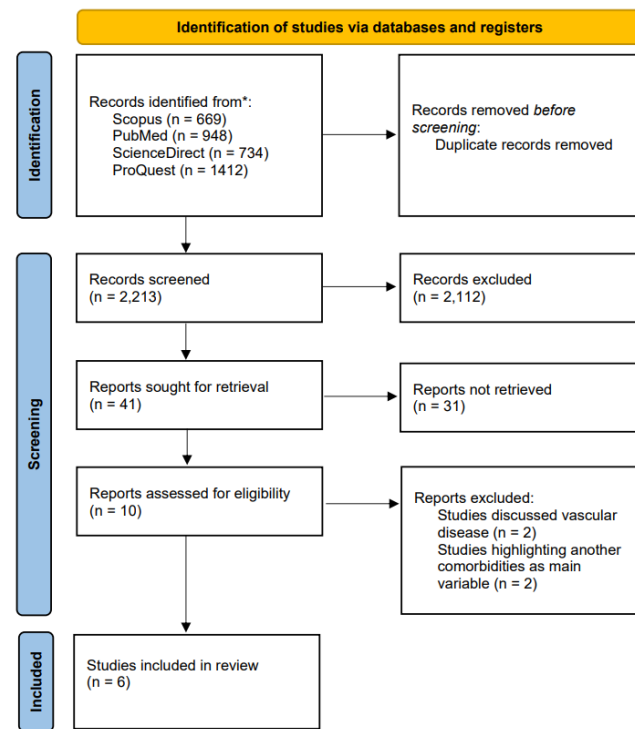 Identification of studies via databases and registers
Identification
Records identified from*:
Scopus (n = 669)
PubMed (n = 948)
ScienceDirect (n = 734)
ProQuest (n = 1412)
Records removed before
screening:
Duplicate records removed
Screening
Records screened
(n = 2,213)
Records excluded
(n = 2,112)
Reports sought for retrieval
(n = 41)
Reports not retrieved
(n = 31)
Reports assessed for eligibility
(n = 10)
Reports excluded:
Studies discussed vascular
disease (n = 2)
Studies highlighting another
comorbidities as main
variable (n = 2)
Included
Studies included in review
(n = 6)